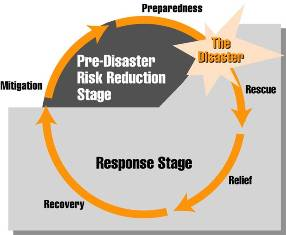 Preparedness
The
Disaster
Pre-Disaster
Risk Reduction
Stage
Mitigation
Rescue
Response Stage
Relief
Recovery